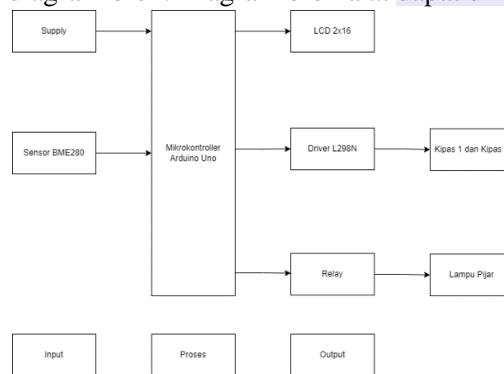 Supply
LCD 2x16
Sensor BME280
Mikrokontroller
Arduino Uno
Driver L298N
Kipas 1 dan Kipas
Relay
Lampu Pijar
Input
Proses
Output